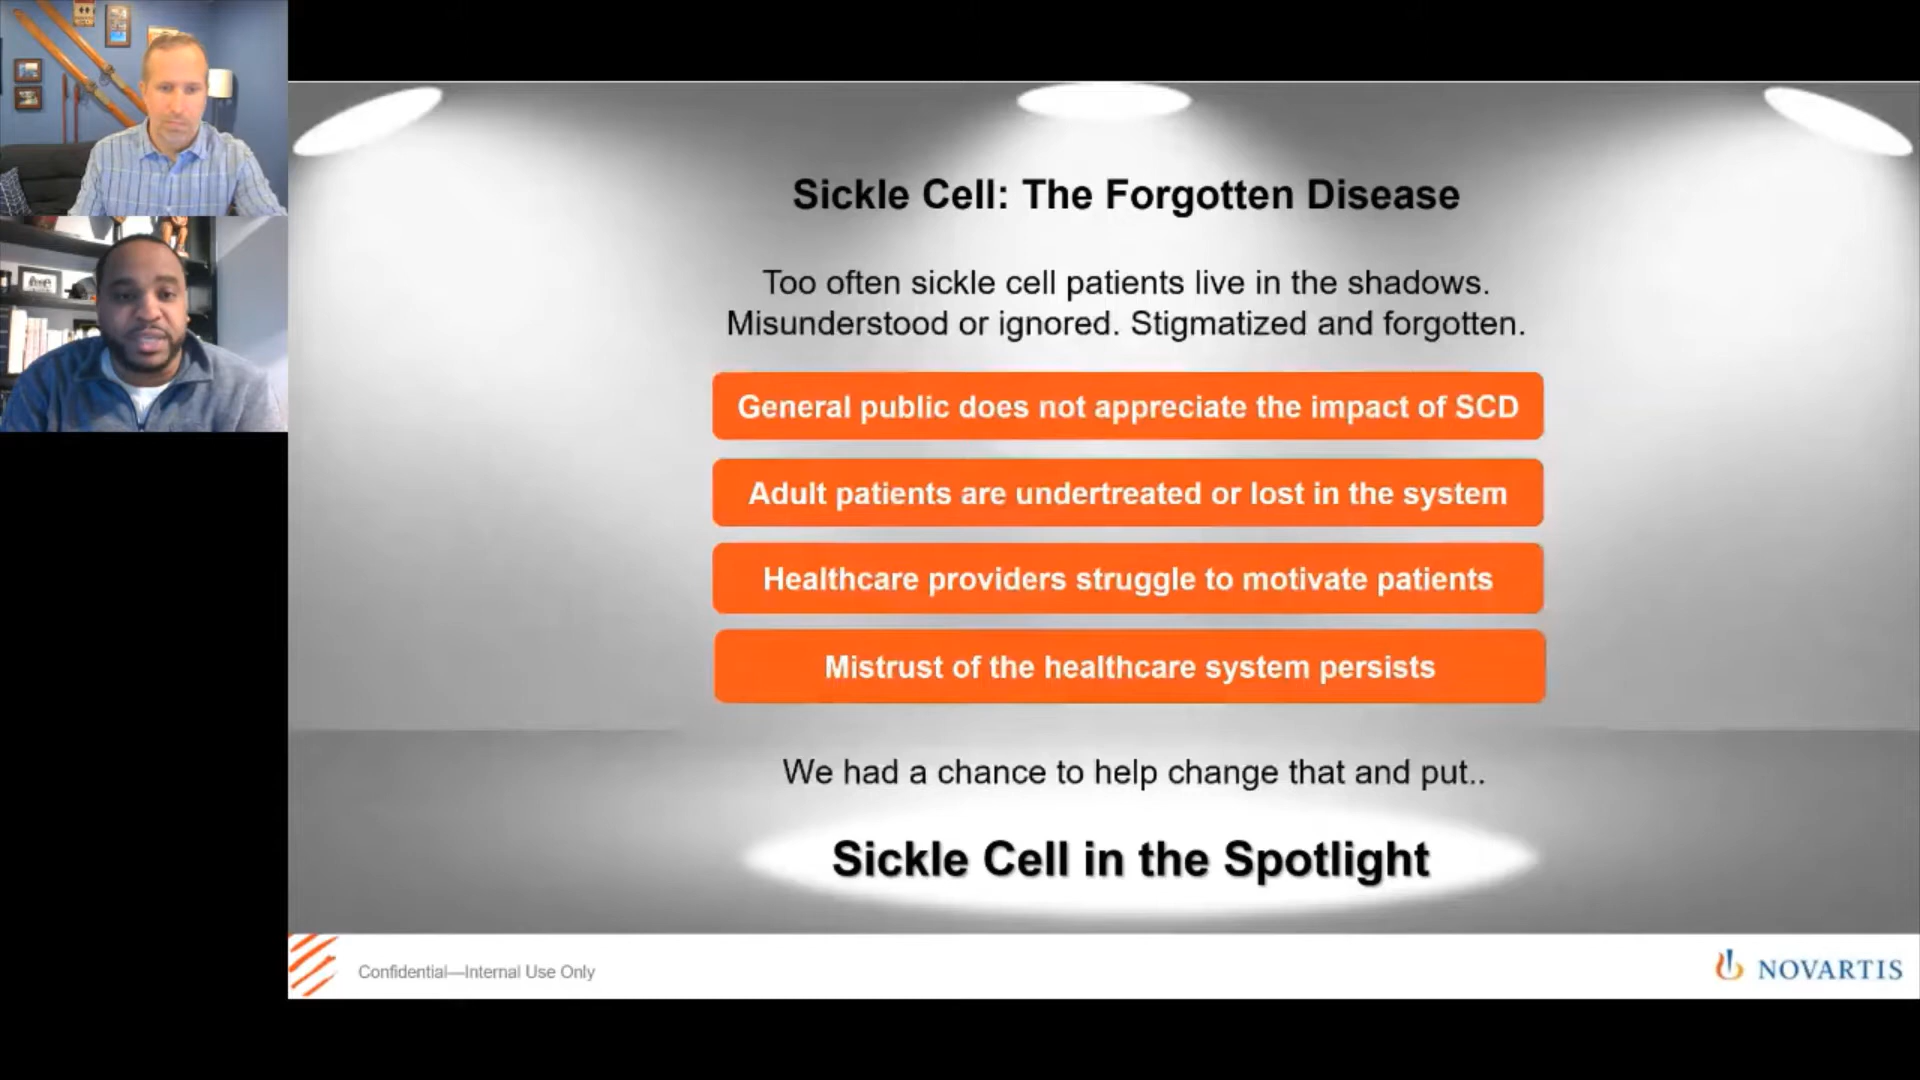 Sickle Cell: The Forgotten Disease
Too often sickle cell patients live in the shadows.
Misunderstood or ignored. Stigmatized and forgotten.
General public does not appreciate the impact of SCD
Adult patients are undertreated or lost in the system
Healthcare providers struggle to motivate patients
Mistrust of the healthcare system persists
We had a chance to help change that and put..
Sickle Cell in the Spotlight
Confidential—Internal Use Only
NOVARTIS